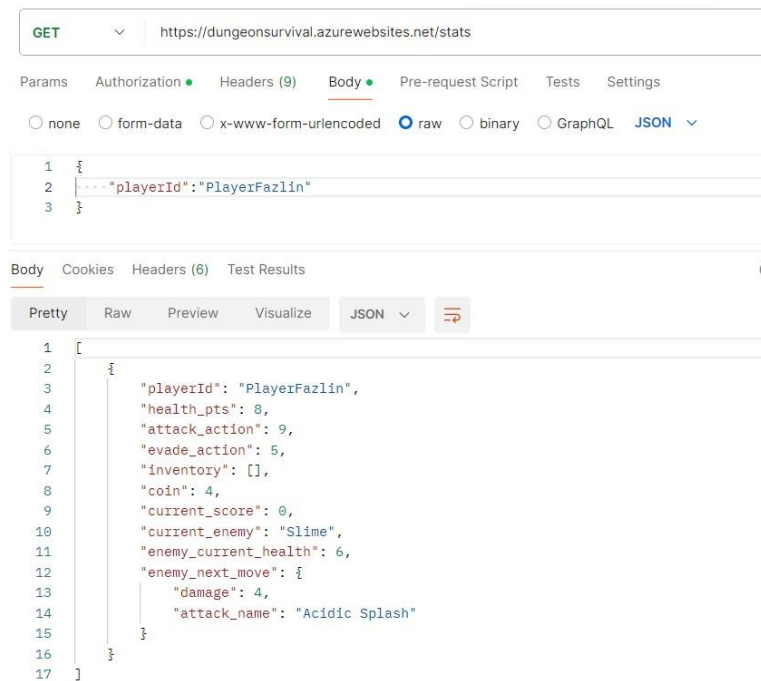 GET https://dungeonsurvival.azurewebsites.net/stats
Params Authorization Headers (9) Body Pre-request Script Tests Settings
none form-data x-www-form-urlencoded raw binary GraphQL JSON
1 {
2 "playerId":"PlayerFazlin"
3 }
Body Cookies Headers (6) Test Results
Pretty Raw Preview Visualize JSON
1 [
2 {
3 "playerId": "PlayerFazlin",
4 "health_pts": 8,
5 "attack_action": 9,
6 "evade_action": 5,
7 "inventory": [],
8 "coin": 4,
9 "current_score": 0,
10 "current_enemy": "Slime",
11 "enemy_current_health": 6,
12 "enemy_next_move": {
13 "damage": 4,
14 "attack_name": "Acidic Splash"
15 }
16 }
17 ]